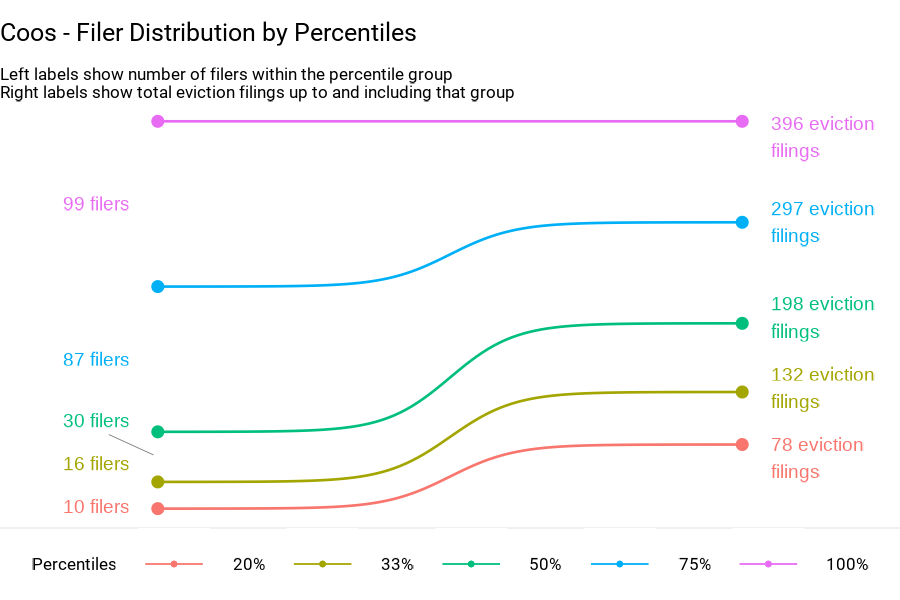 Coos - Filer Distribution by Percentiles
Left labels show number of filers within the percentile group
Right labels show total eviction filings up to and including that group
396 eviction
filings
99 filers
297 eviction
filings
198 eviction
filings
87 filers
132 eviction
filings
30 filers
78 eviction
filings
16 filers
10 filers
Percentiles 20% 33% 50% 75% 100%